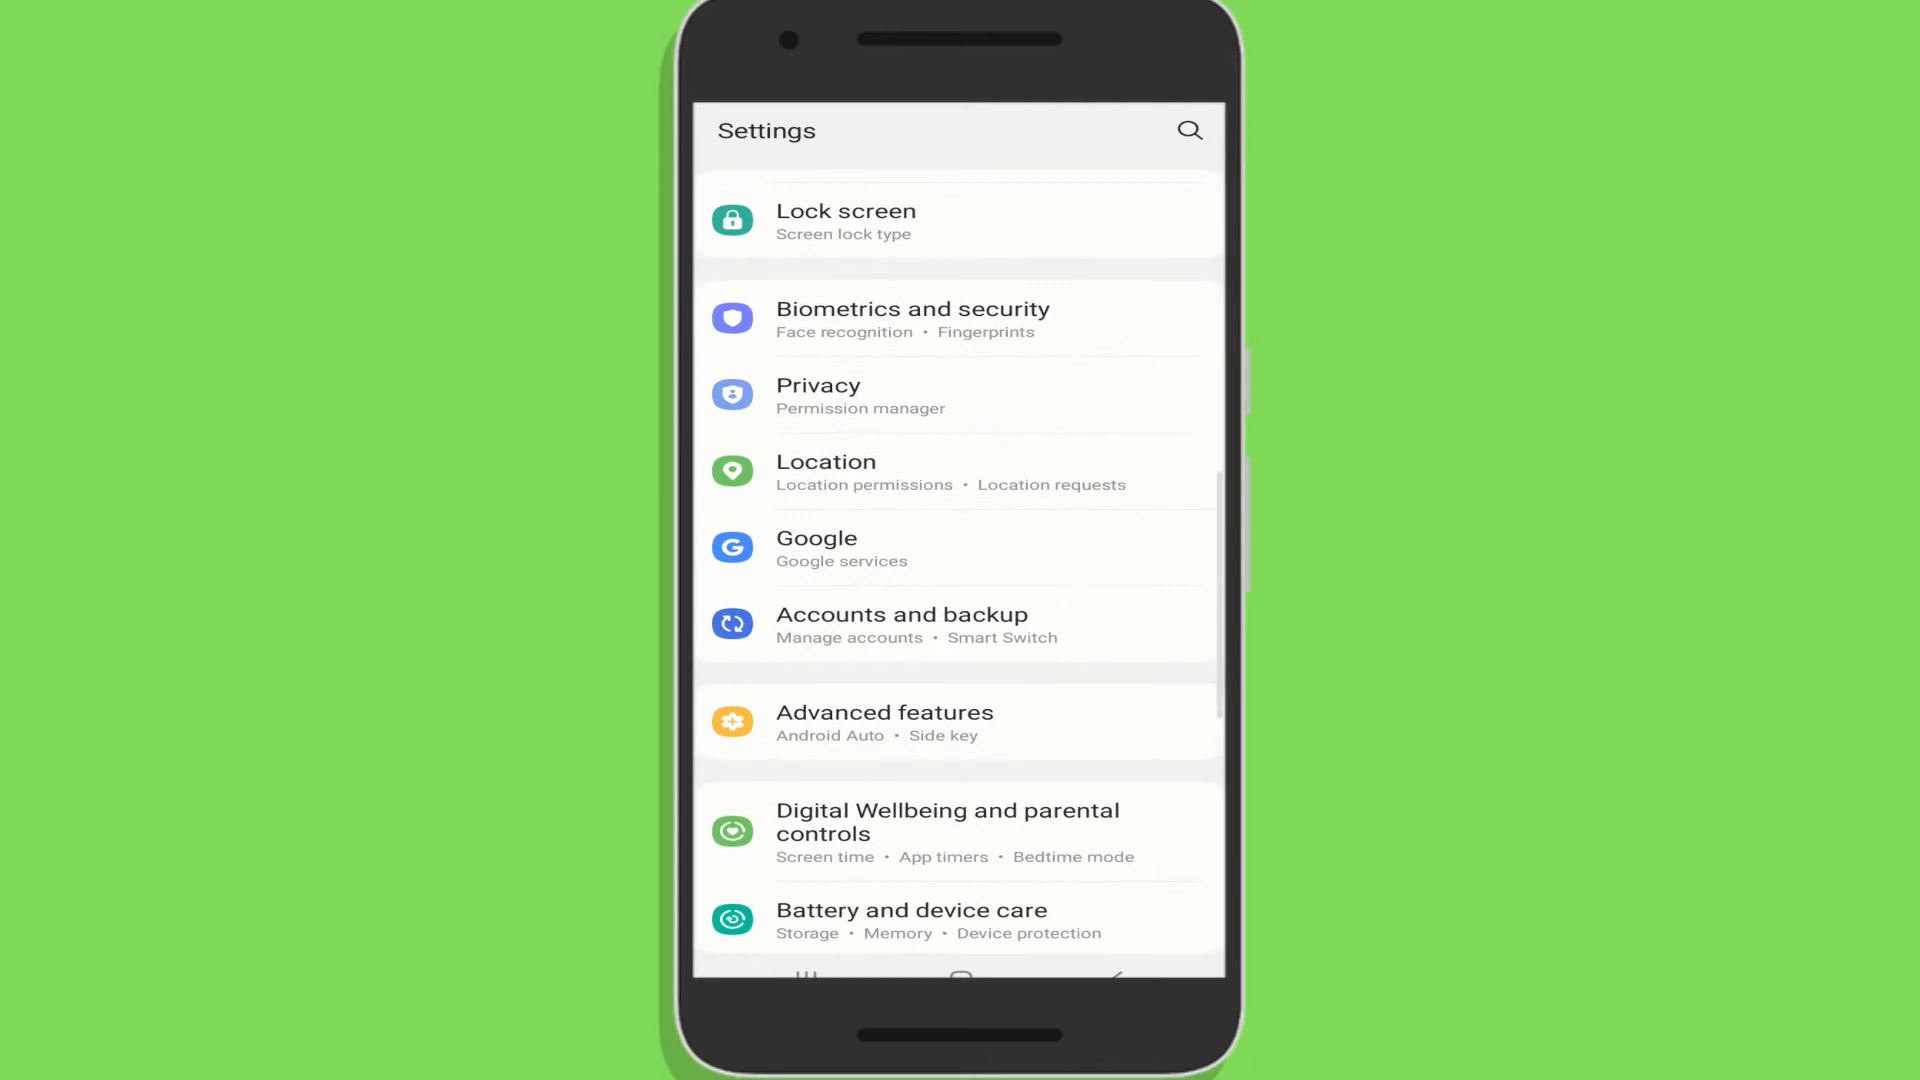 Settings
Lock screen
Screen lock type
Biometrics and security
Face recognition • Fingerprints
Privacy
Permission manager
Location
Location permissions • Location requests
Google
Google services
Accounts and backup
Manage accounts • Smart Switch
Advanced features
Android Auto • Side key
Digital Wellbeing and parental
controls
Screen time • App timers • Bedtime mode
Battery and device care
Storage • Memory • Device protection